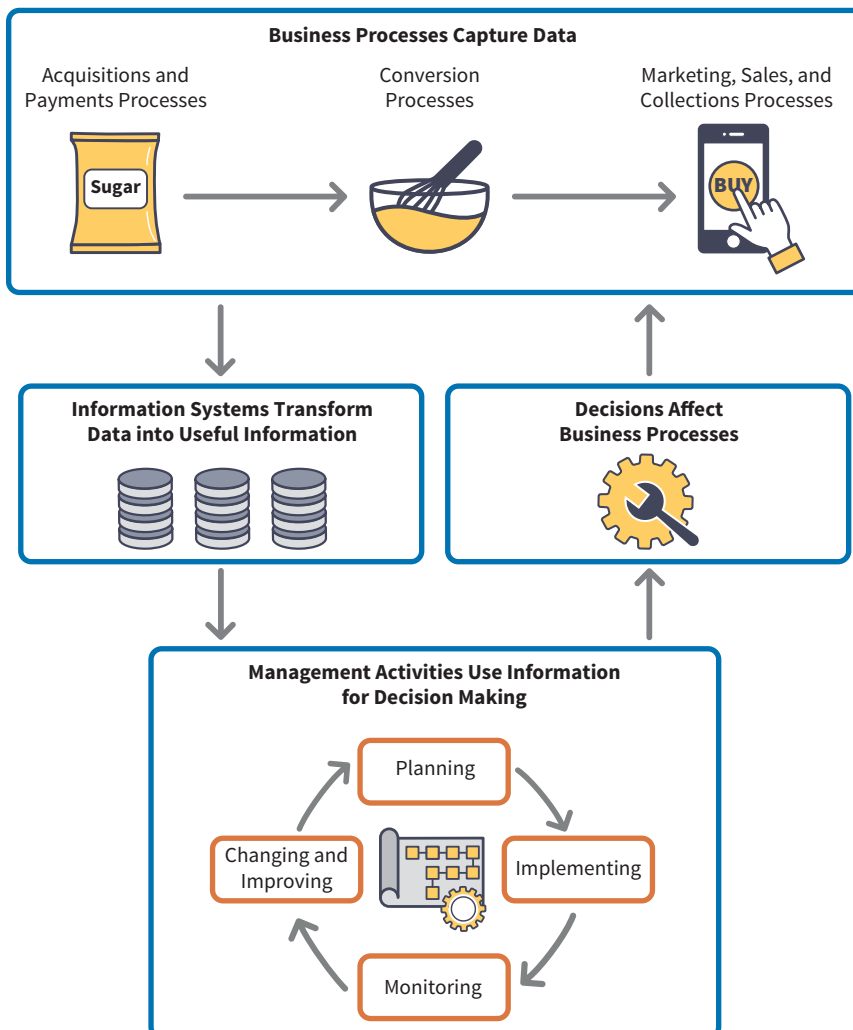 Business Processes Capture Data
Acquisitions and
Payments Processes
Conversion
Processes
Marketing, Sales, and
Collections Processes
Sugar
BUY
Information Systems Transform
Data into Useful Information
Decisions Affect
Business Processes
Management Activities Use Information
for Decision Making
Planning
Changing and
Improving
Implementing
Monitoring